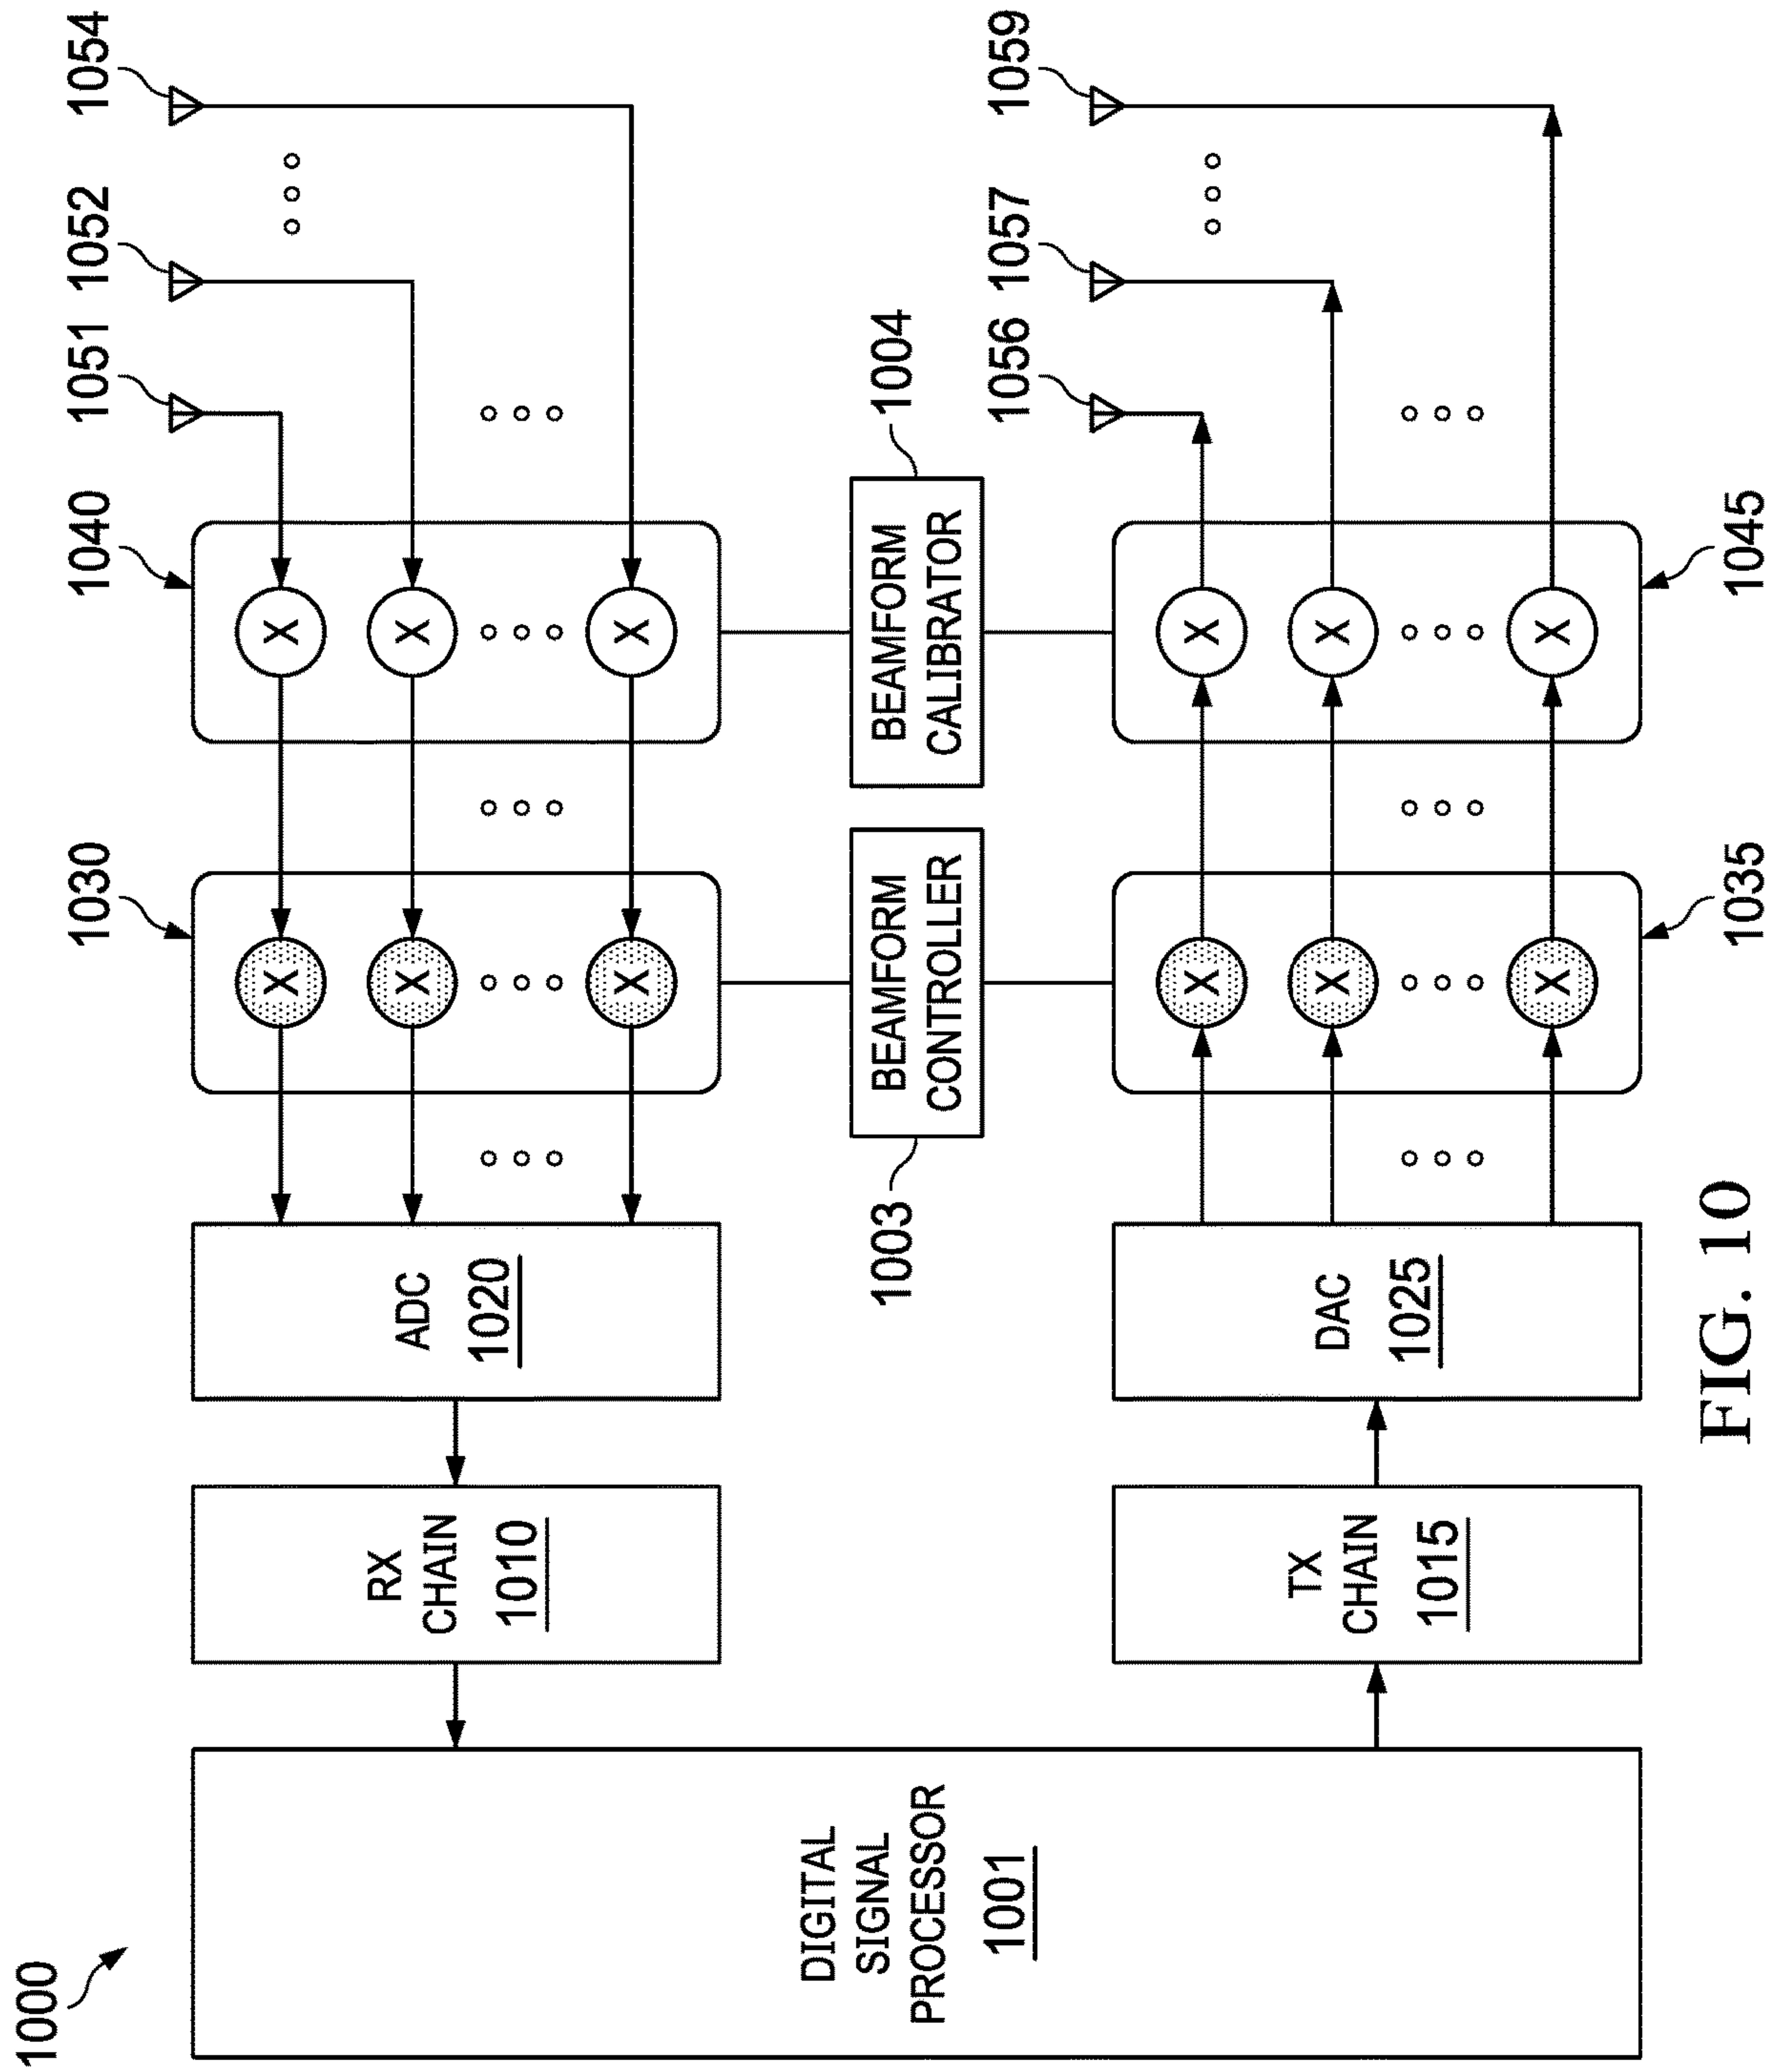 1000
DIGITAL
SIGNAL
PROCESSOR
1001
RX
CHAIN
1010
ADC
1020
1030
X
X
X
1040
X
X
X
1051
1052
1054
1003
BEAMFORM
CONTROLLER
BEAMFORM
CALIBRATOR
1004
TX
CHAIN
1015
DAC
1025
X
X
X
1035
X
X
X
1045
1056
1057
1059
FIG. 10